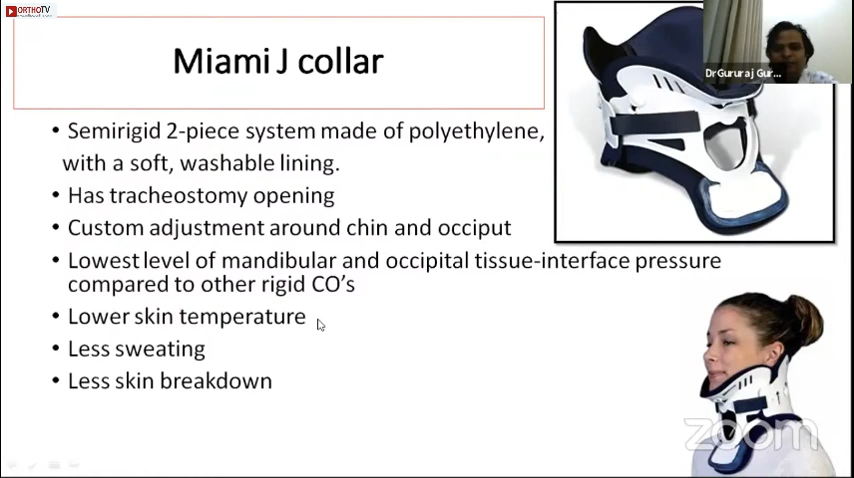 ORTHOTV
Miami J collar
DrGururaj Gur...
• Semirigid 2-piece system made of polyethylene,
with a soft, washable lining.
• Has tracheostomy opening
• Custom adjustment around chin and occiput
• Lowest level of mandibular and occipital tissue-interface pressure
compared to other rigid CO's
• Lower skin temperature
• Less sweating
• Less skin breakdown
zoom